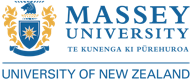 MASSEY
UNIVERSITY
TE KUNENGA KI PŪREHUROA
UNIVERSITY OF NEW ZEALAND